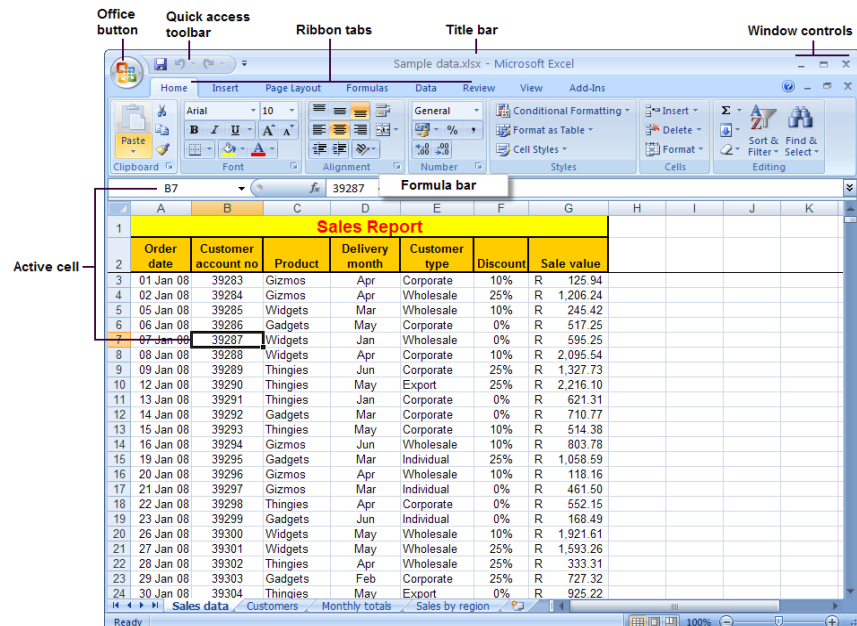 Office button
Quick access toolbar
Ribbon tabs
Title bar
Window controls
Sample data.xlsx - Microsoft Excel
Home Insert Page Layout Formulas Data Review View Add-Ins
Paste
Arial 10
B I U A A
A
General
% ,
Conditional Formatting
Format as Table
Cell Styles
Insert
Delete
Format
Σ
Sort & Filter
Find & Select
Clipboard Font Alignment Number Styles Cells Editing
B7 fx 39287 Formula bar
A B C D E F G H I J K
1 Sales Report
2 Order date Customer account no Product Delivery month Customer type Discount Sale value
Active cell
3 01 Jan 08 39283 Gizmos Apr Corporate 10% R 125.94
4 02 Jan 08 39284 Gizmos Apr Wholesale 25% R 1,206.24
5 05 Jan 08 39285 Widgets Mar Wholesale 10% R 245.42
6 06 Jan 08 39286 Gadgets May Corporate 0% R 517.25
7 07 Jan 08 39287 Widgets Jan Wholesale 0% R 595.25
8 08 Jan 08 39288 Widgets Apr Corporate 10% R 2,095.54
9 09 Jan 08 39289 Thingies Jun Corporate 25% R 1,327.73
10 12 Jan 08 39290 Thingies May Export 25% R 2,216.10
11 13 Jan 08 39291 Thingies Jan Corporate 0% R 621.31
12 14 Jan 08 39292 Gadgets Mar Corporate 0% R 710.77
13 15 Jan 08 39293 Thingies May Corporate 10% R 514.38
14 16 Jan 08 39294 Gizmos Jun Wholesale 10% R 803.78
15 19 Jan 08 39295 Gadgets Mar Individual 25% R 1,058.59
16 20 Jan 08 39296 Gizmos Apr Wholesale 10% R 118.16
17 21 Jan 08 39297 Gizmos Mar Individual 0% R 461.50
18 22 Jan 08 39298 Thingies Apr Corporate 0% R 552.15
19 23 Jan 08 39299 Gadgets Jun Individual 0% R 168.49
20 26 Jan 08 39300 Widgets May Wholesale 10% R 1,921.61
21 27 Jan 08 39301 Widgets May Wholesale 25% R 1,593.26
22 28 Jan 08 39302 Thingies Apr Wholesale 25% R 333.31
23 29 Jan 08 39303 Gadgets Feb Corporate 25% R 727.32
24 30 Jan 08 39304 Thingies May Export 10% R 925.22
Sales data Customers Monthly totals Sales by region
Ready 100%